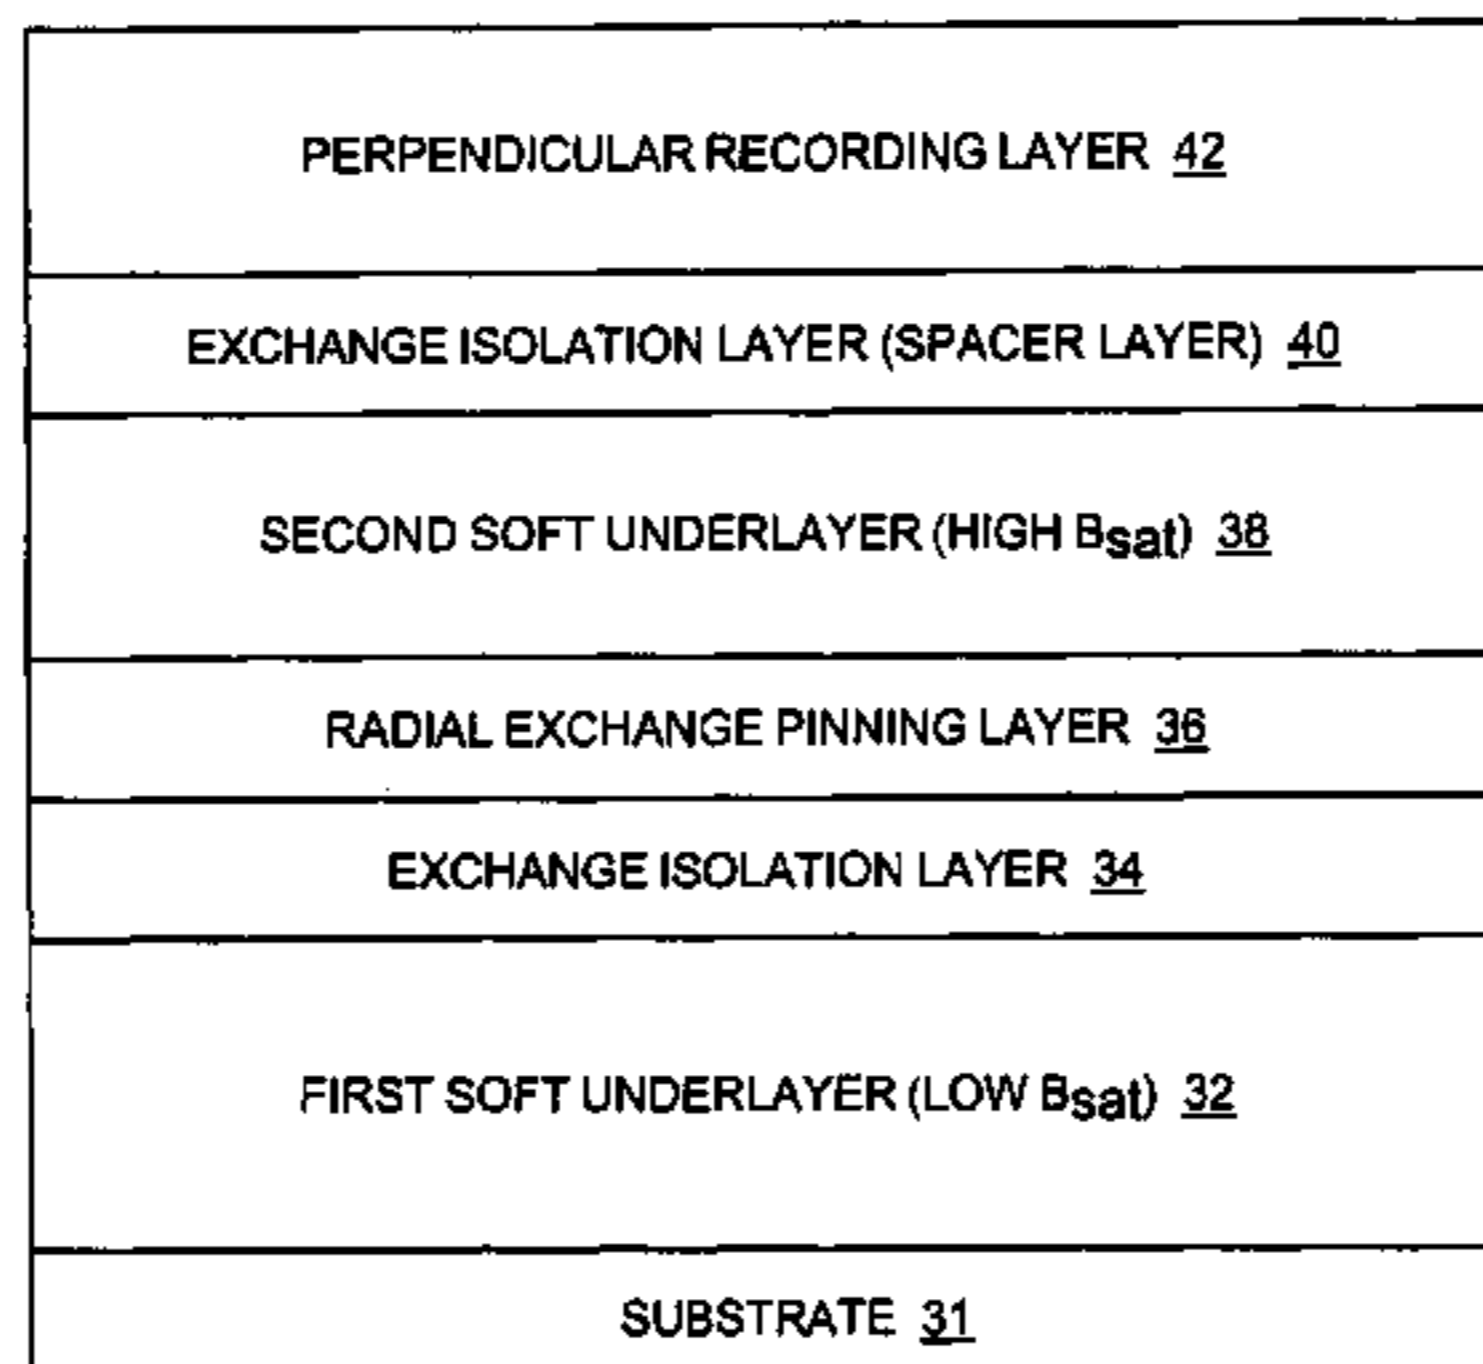 PERPENDICULAR RECORDING LAYER 42
EXCHANGE ISOLATION LAYER (SPACER LAYER) 40
SECOND SOFT UNDERLAYER (HIGH Bsat) 38
RADIAL EXCHANGE PINNING LAYER 36
EXCHANGE ISOLATION LAYER 34
FIRST SOFT UNDERLAYER (LOW Bsat) 32
SUBSTRATE 31